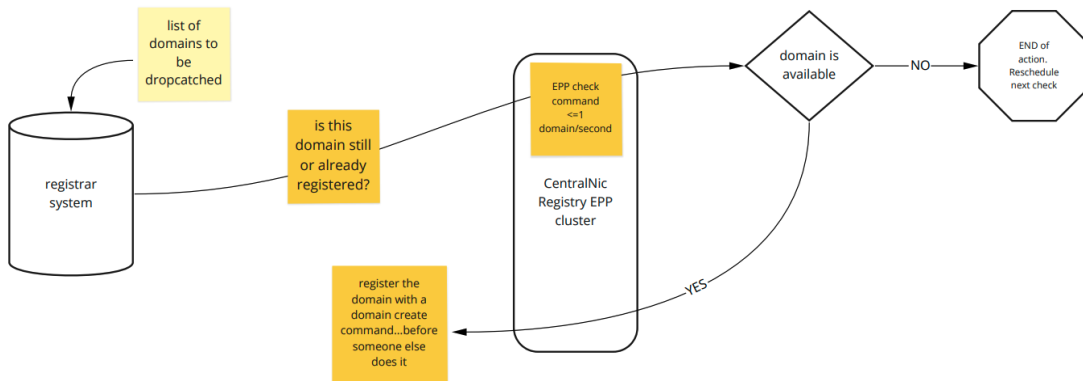 list of
domains to
be
dropcatched
registrar
system
is this
domain still
or already
registered?
EPP check
command
<=1
domain/second
CentralNic
Registry EPP
cluster
domain is
available
NO
END of
action.
Reschedule
next check
YES
register the
domain with a
domain create
command...before
someone else
does it